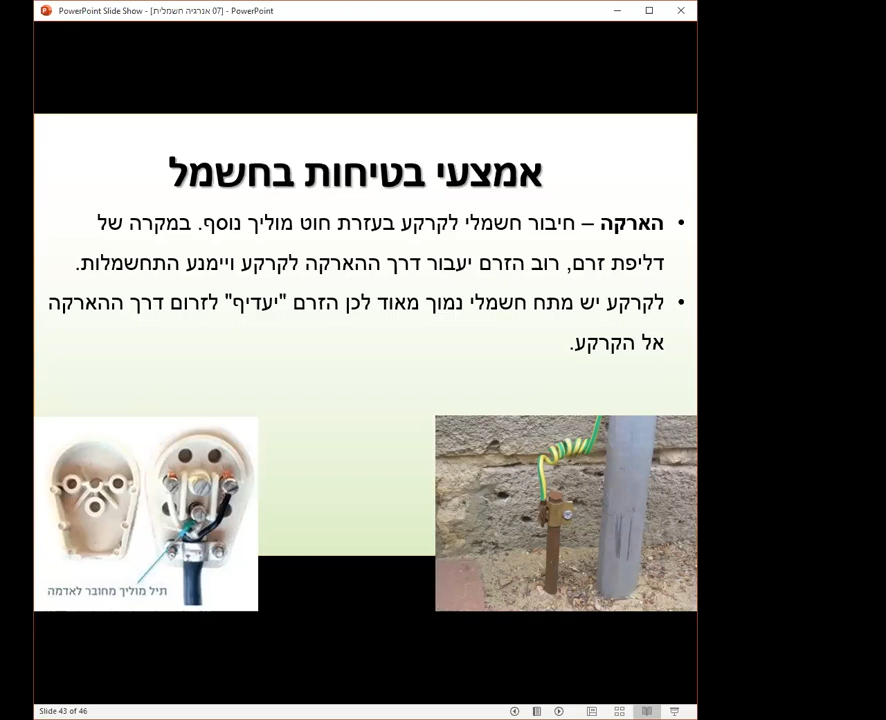 PowerPoint Slide Show - [07 אנרגיה חשמלית] - PowerPoint
אמצעי בטיחות בחשמל
• הארקה – חיבור חשמלי לקרקע בעזרת חוט מוליך נוסף. במקרה של
דליפת זרם, רוב הזרם יעבור דרך ההארקה לקרקע ויימנע התחשמלות.
• לקרקע יש מתח חשמלי נמוך מאוד לכן הזרם "יעדיף" לזרום דרך ההארקה
אל הקרקע.
תיל מוליך מחובר לאדמה
Slide 43 of 46